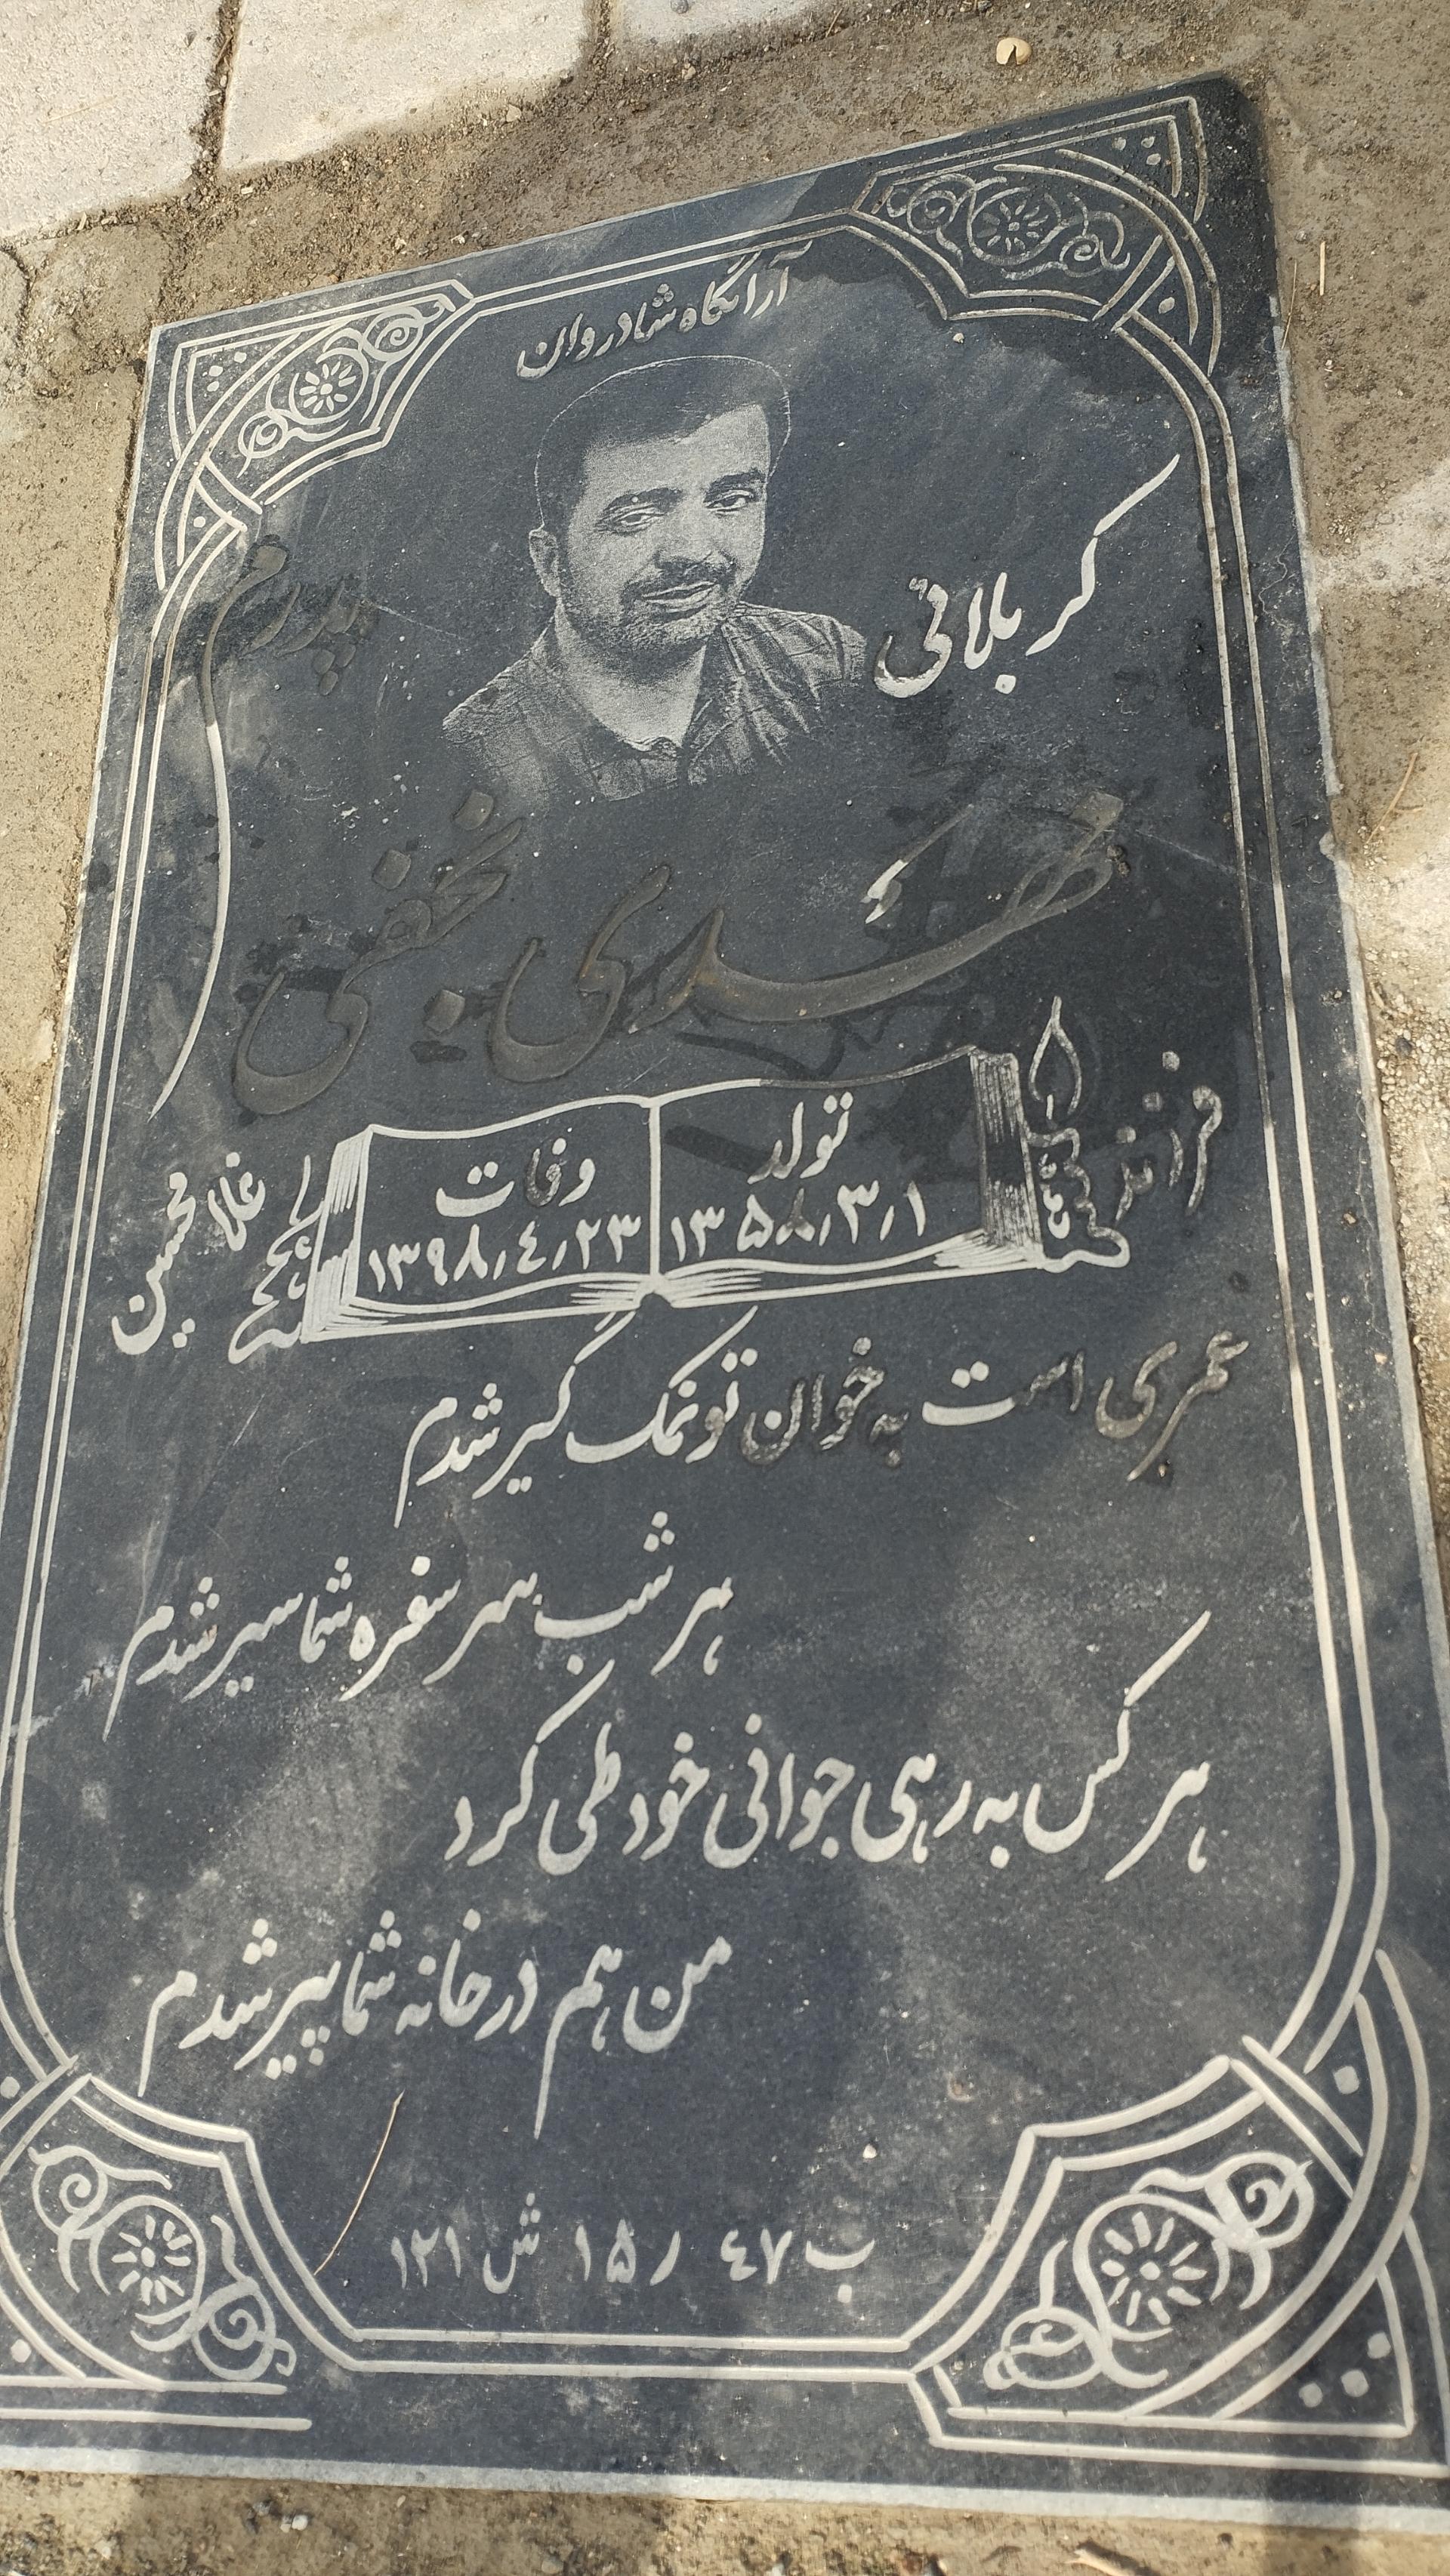 آرامگاه شادروان
کربلائی
پدرم
مهدی نجفی
فرزند غلامحسین
تولد
۱۳۵۸/۳/۱
وفات
۱۳۹۸/۴/۲۳
عمری است به خوان تو نمک گیر شدم
هر شب سر سفره شما سیر شدم
هر کس به رهی جوانی خود طی کرد
من هم در خانه شما پیر شدم
ب ۴۷ ر ۱۵ ش ۱۲۱